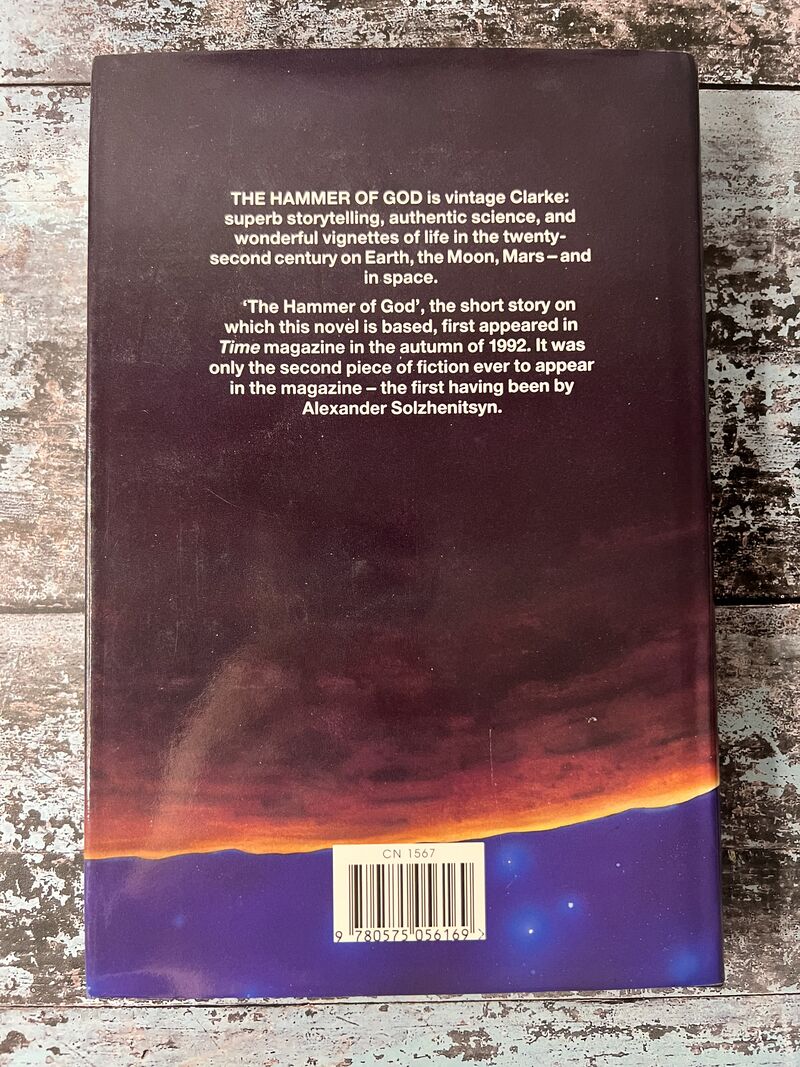 THE HAMMER OF GOD is vintage Clarke:
superb storytelling, authentic science, and
wonderful vignettes of life in the twenty-
second century on Earth, the Moon, Mars – and
in space.
‘The Hammer of God’, the short story on
which this novel is based, first appeared in
Time magazine in the autumn of 1992. It was
only the second piece of fiction ever to appear
in the magazine – the first having been by
Alexander Solzhenitsyn.
CN 1567
9 780575 056169 >